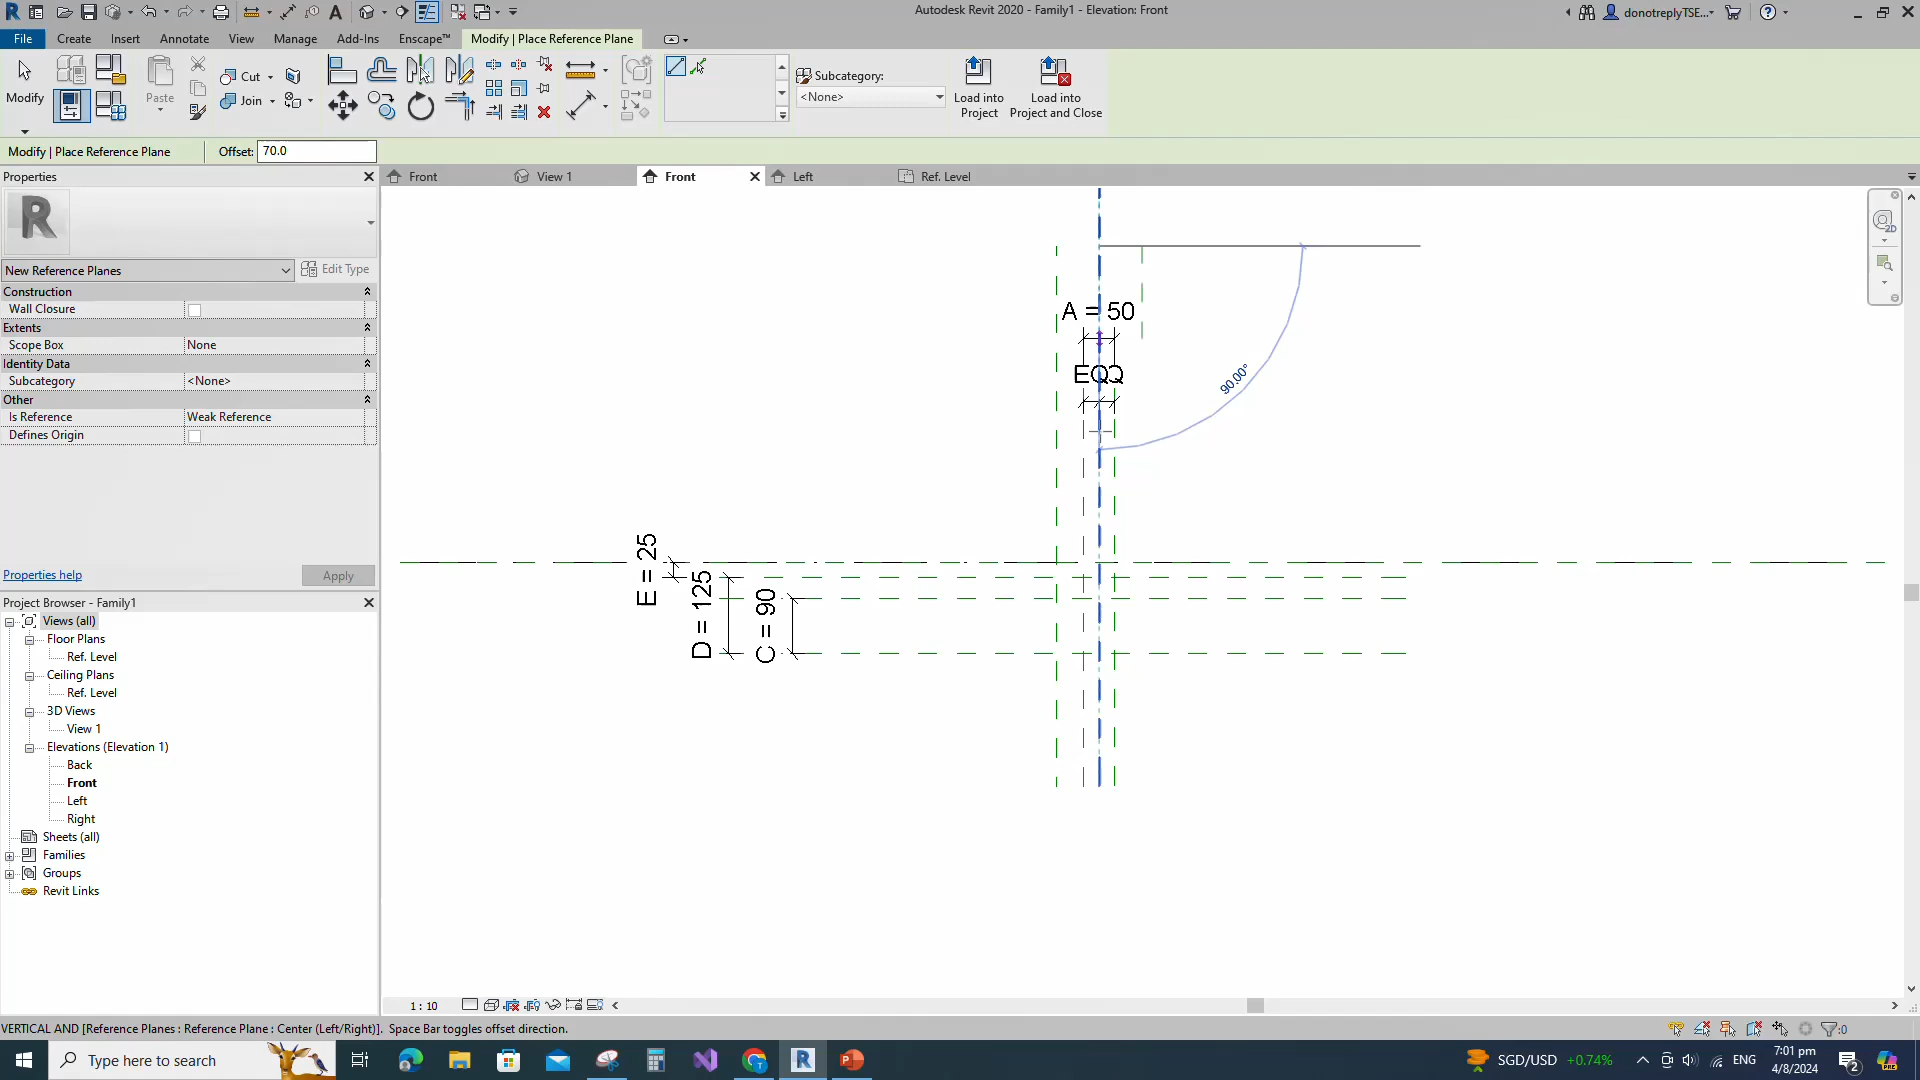 Autodesk Revit 2020 - Family1 - Elevation: Front
donotreplyTSE...
File Create Insert Annotate View Manage Add-Ins Enscape™ Modify | Place Reference Plane
Cut
Subcategory:
Modify
Paste
Join
<None>
Load into Project
Load into Project and Close
Modify | Place Reference Plane
Offset: 70.0
Properties
Front
View 1
Front
Left
Ref. Level
2D
R
New Reference Planes
Edit Type
Construction
Wall Closure
Extents
Scope Box None
Identity Data
Subcategory <None>
Other
Is Reference Weak Reference
Defines Origin
Properties help
Apply
A = 50
EQQ
90.00°
E = 25
D = 125
C = 90
Project Browser - Family1
Views (all)
Floor Plans
Ref. Level
Ceiling Plans
Ref. Level
3D Views
View 1
Elevations (Elevation 1)
Back
Front
Left
Right
Sheets (all)
Families
Groups
Revit Links
1 : 10
VERTICAL AND [Reference Planes : Reference Plane : Center (Left/Right)]. Space Bar toggles offset direction.
:0
Type here to search
SGD/USD +0.74%
ENG
7:01 pm
4/8/2024
2